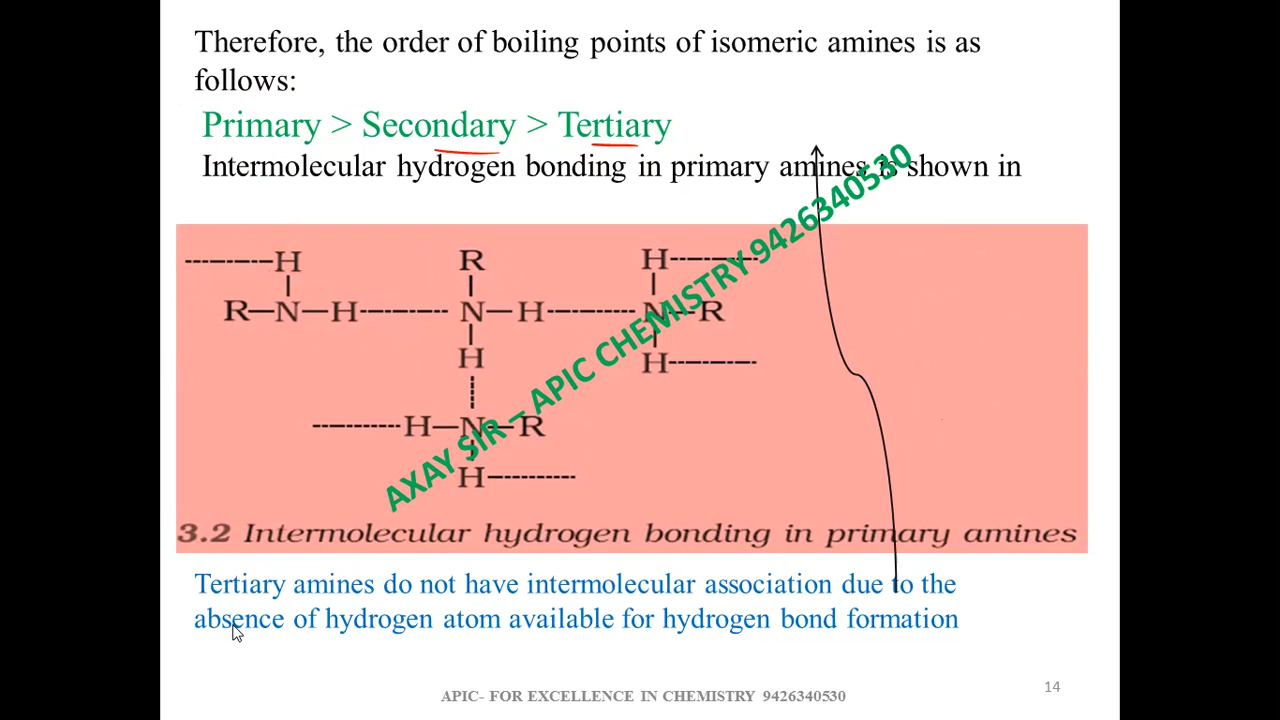 Therefore, the order of boiling points of isomeric amines is as
follows:
Primary > Secondary > Tertiary
Intermolecular hydrogen bonding in primary amines is shown in
----------H R H----------
R—N—H---------- N—H---------- N—R
H H----------
----------H—N—R
H----------
AXAY SIR – APIC CHEMISTRY 9426340530
3.2 Intermolecular hydrogen bonding in primary amines
Tertiary amines do not have intermolecular association due to the
absence of hydrogen atom available for hydrogen bond formation
APIC- FOR EXCELLENCE IN CHEMISTRY 9426340530
14